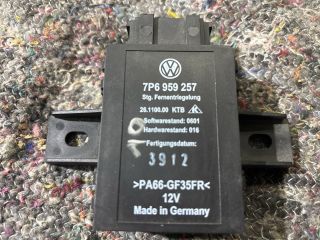 7P6 959 257
Stg. Fernentriegelung
26.1100.00 KTB
Softwarestand: 0601
Hardwarestand: 016
Fertigungsdatum:
3912
>PA66-GF35FR<
12V
Made in Germany